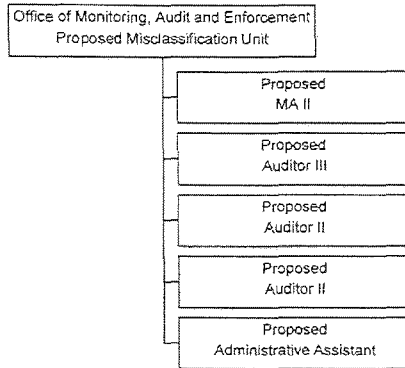 Office of Monitoring, Audit and Enforcement
Proposed Misclassification Unit
Proposed
MA II
Proposed
Auditor III
Proposed
Auditor II
Proposed
Auditor II
Proposed
Administrative Assistant